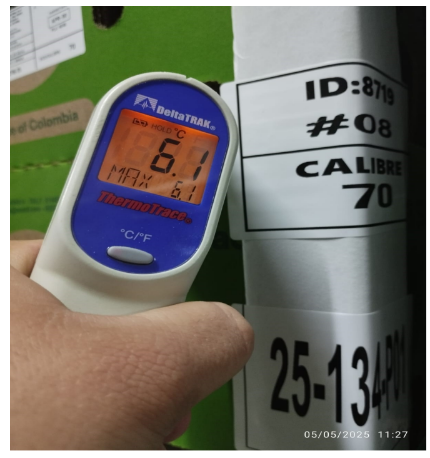 of Colombia
DeltaTRAK®
HOLD °C
6.1
MAX 6.1
ThermoTrace®
°C/°F
ID:8719
#08
CALIBRE
70
25-134-P01
05/05/2025 11:27